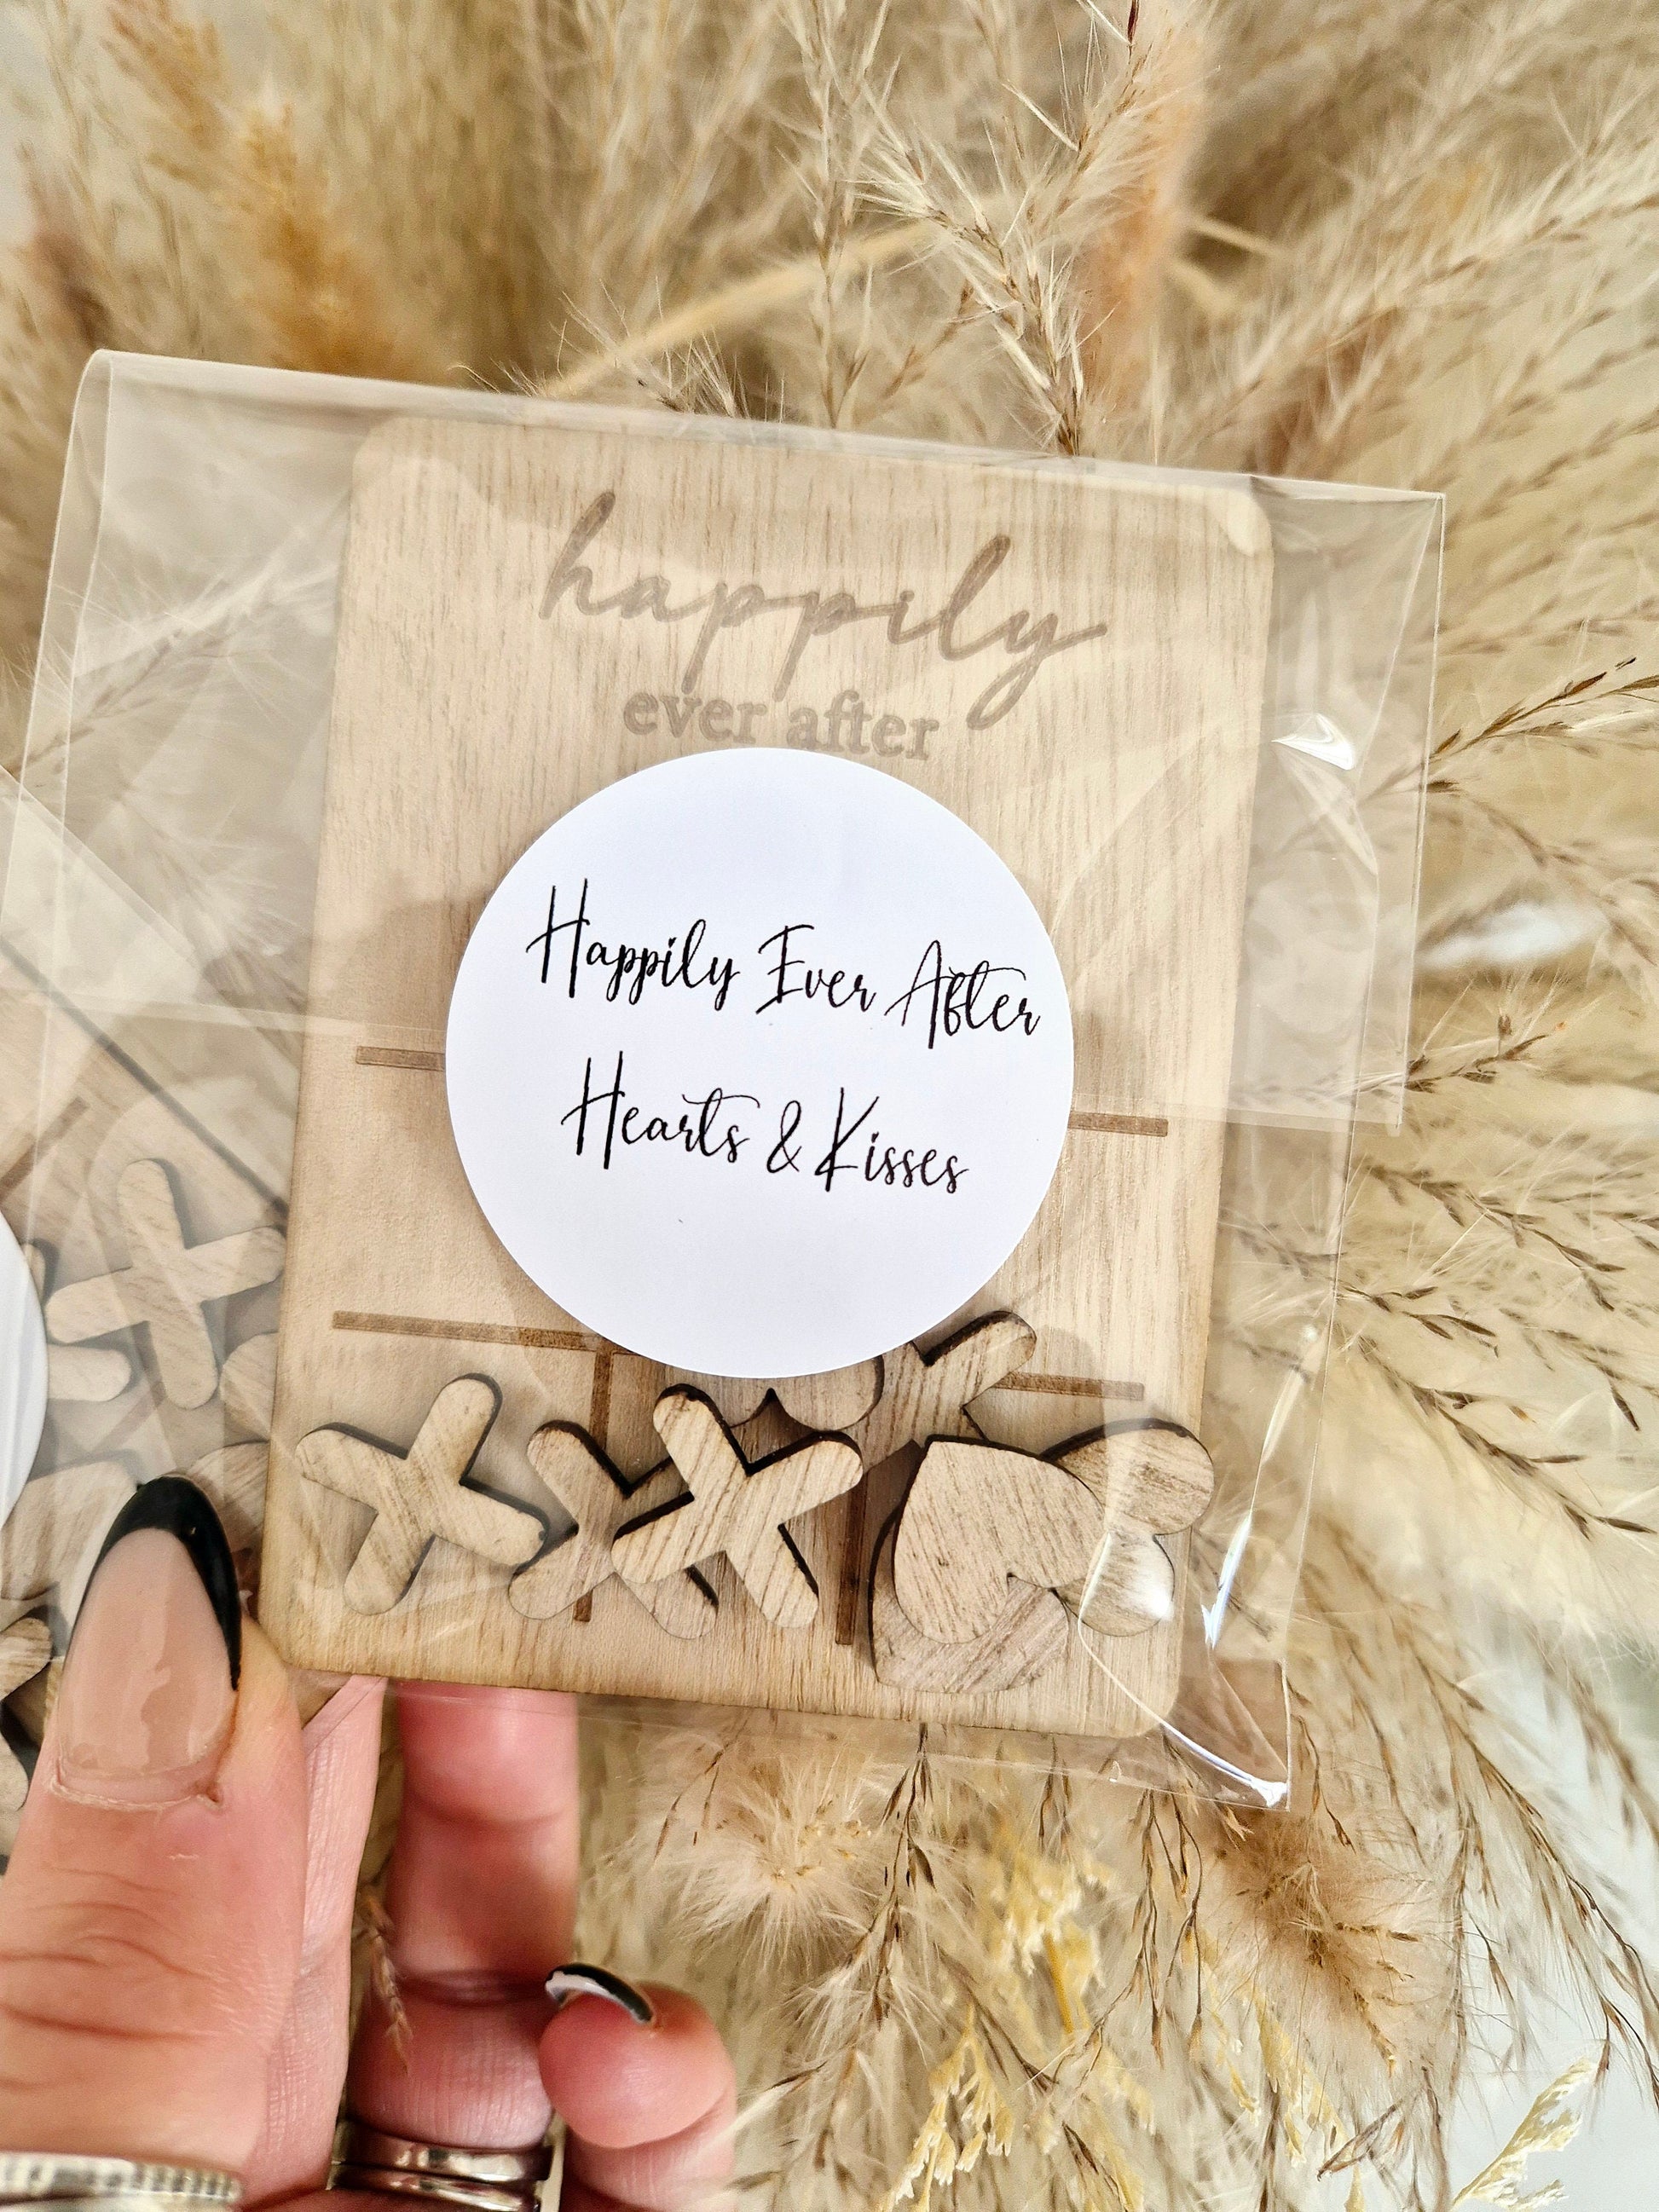 happily
ever after
Happily Ever After
Hearts & Kisses